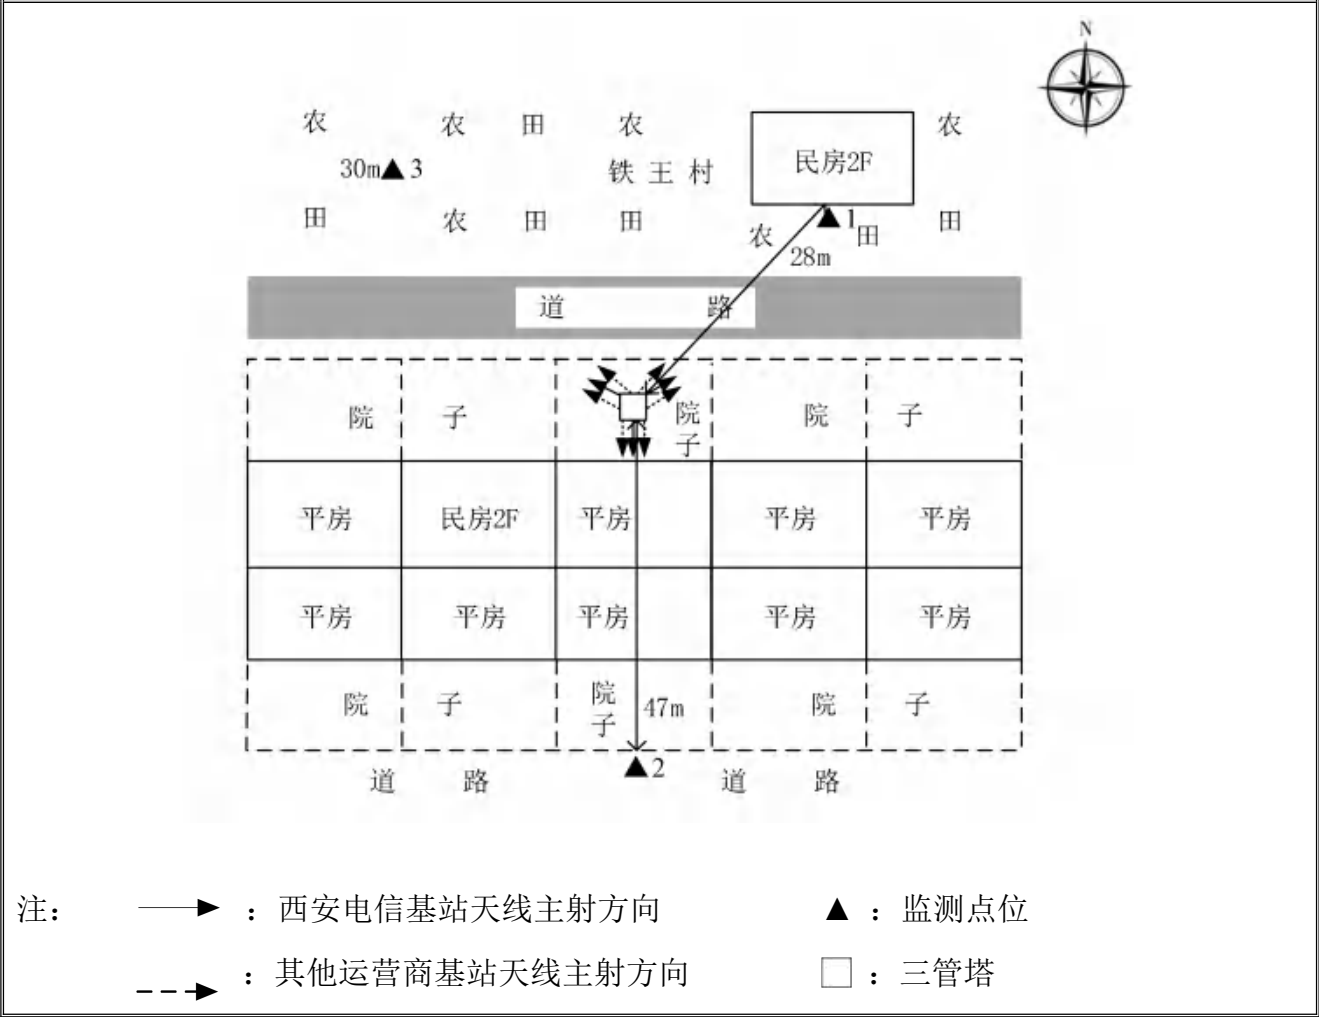 N
农 农 田 农 农
民房2F
30m▲3 铁王村
田 农 田 田 农 田 田
▲1
28m
道 路
院 子 院子 院 子
平房 民房2F 平房 平房 平房
平房 平房 平房 平房 平房
院 子 院子 47m 院 子
▲2
道 路 道 路
注： ：西安电信基站天线主射方向 ▲：监测点位
：其他运营商基站天线主射方向 ：三管塔